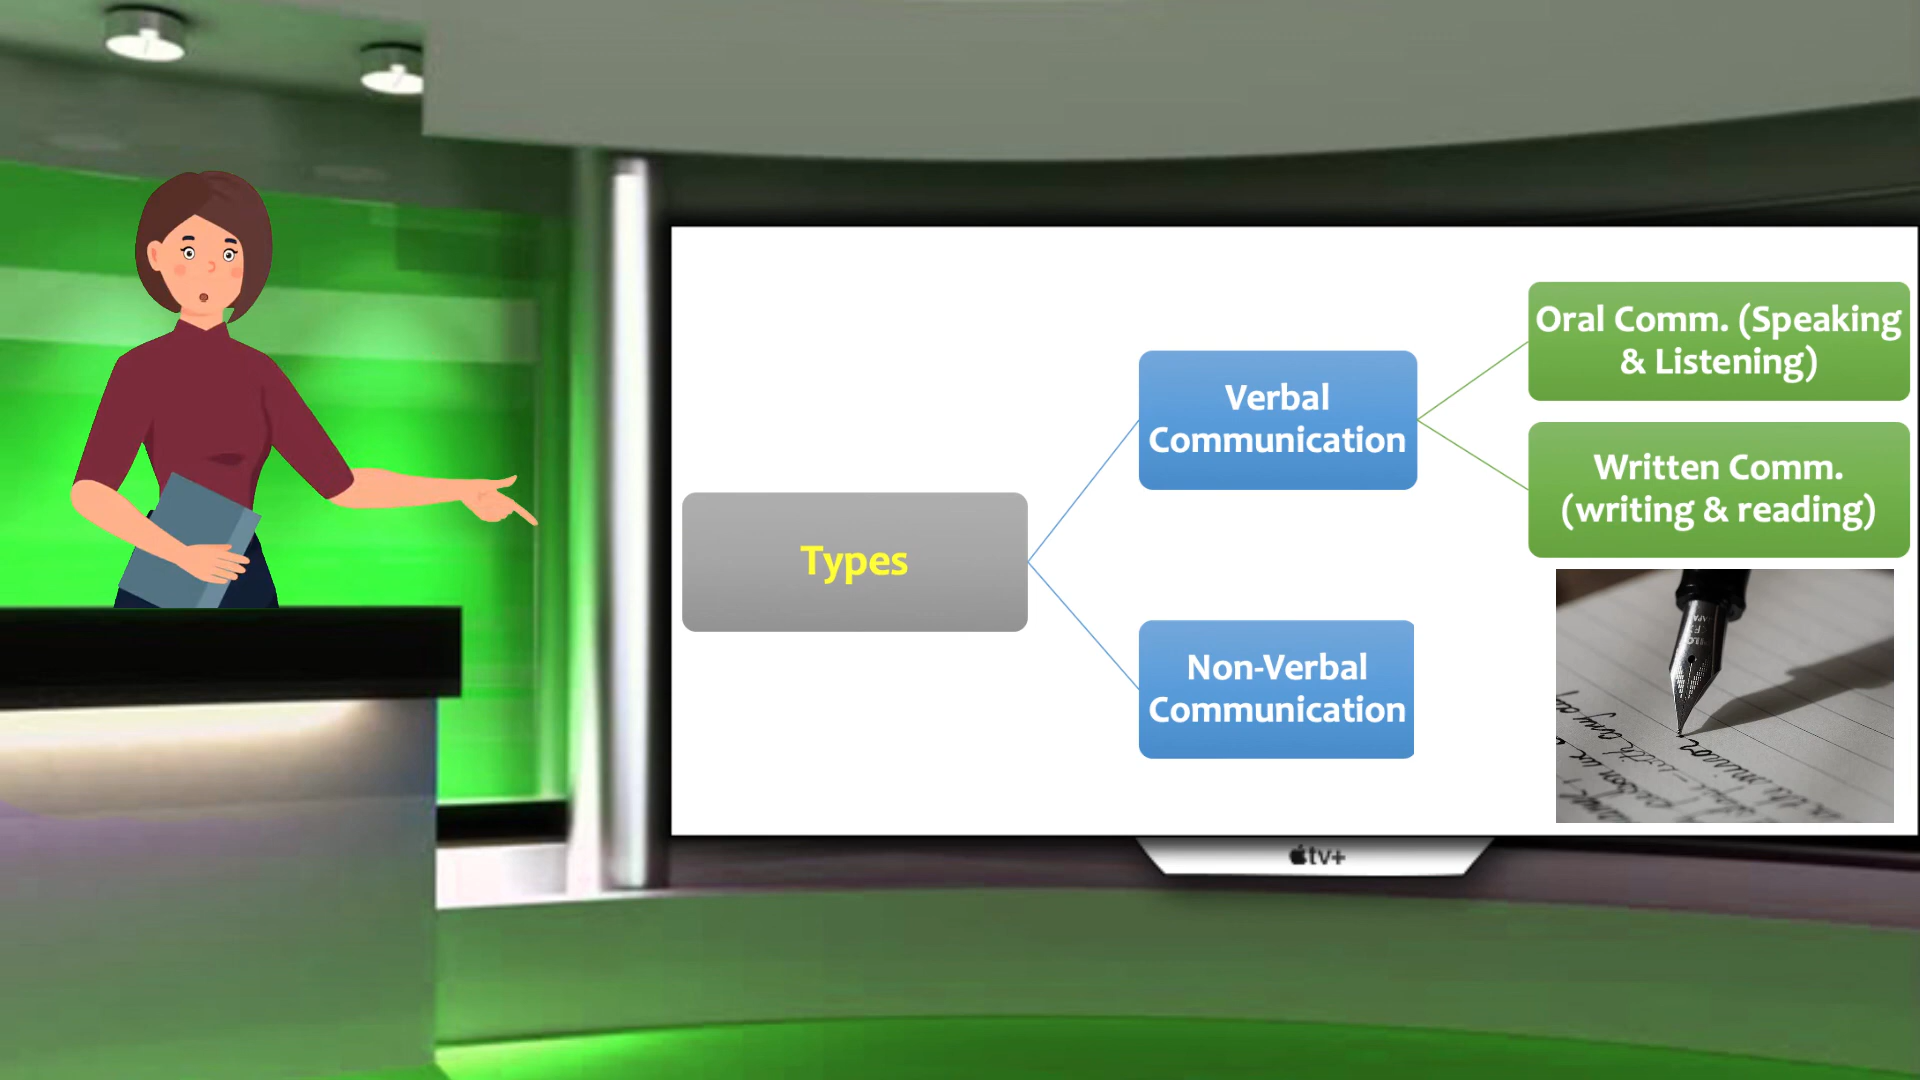 Types
Verbal
Communication
Oral Comm. (Speaking
& Listening)
Written Comm.
(writing & reading)
Non-Verbal
Communication
tv+